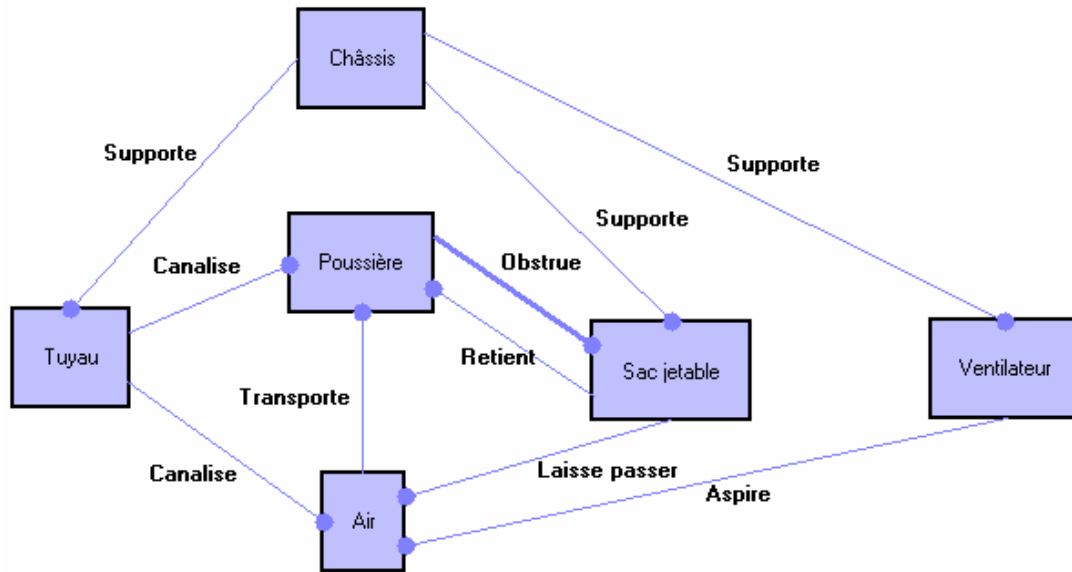 Châssis
Supporte
Supporte
Supporte
Poussière
Canalise
Obstrue
Tuyau
Retient
Sac jetable
Ventilateur
Transporte
Canalise
Laisse passer
Aspire
Air